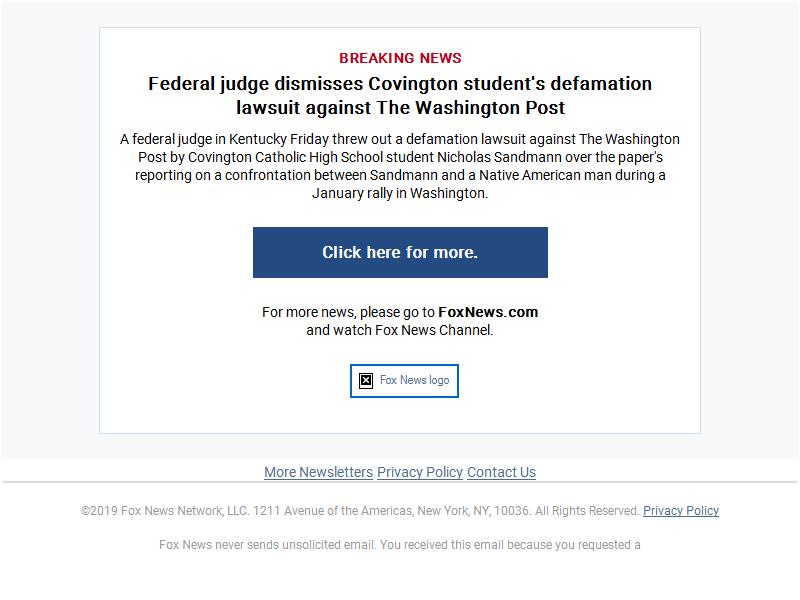 BREAKING NEWS
Federal judge dismisses Covington student's defamation
lawsuit against The Washington Post
A federal judge in Kentucky Friday threw out a defamation lawsuit against The Washington
Post by Covington Catholic High School student Nicholas Sandmann over the paper's
reporting on a confrontation between Sandmann and a Native American man during a
January rally in Washington.
Click here for more.
For more news, please go to FoxNews.com
and watch Fox News Channel.
Fox News logo
More Newsletters Privacy Policy Contact Us
©2019 Fox News Network, LLC. 1211 Avenue of the Americas, New York, NY, 10036. All Rights Reserved. Privacy Policy
Fox News never sends unsolicited email. You received this email because you requested a